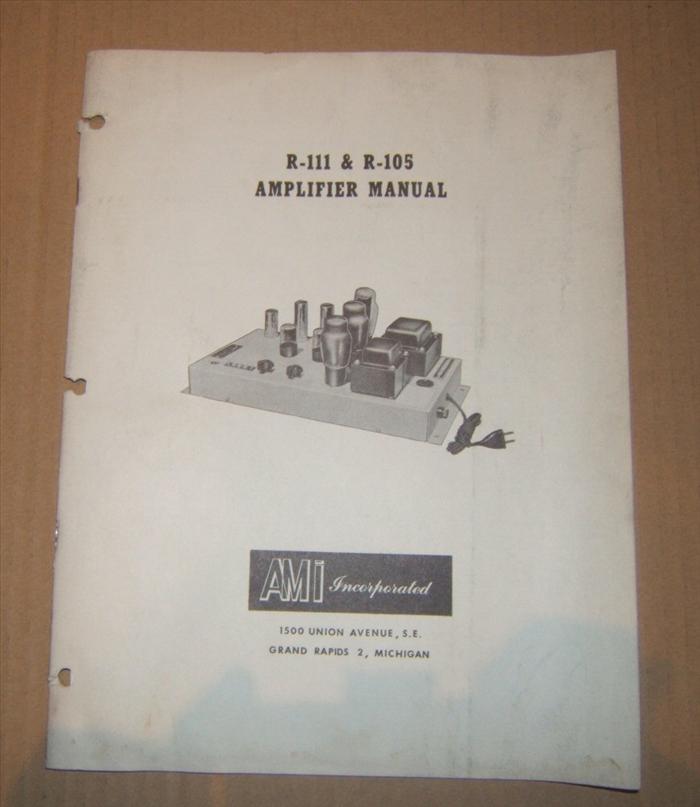 R-111 & R-105
AMPLIFIER MANUAL
AMi Incorporated
1500 UNION AVENUE, S.E.
GRAND RAPIDS 2, MICHIGAN